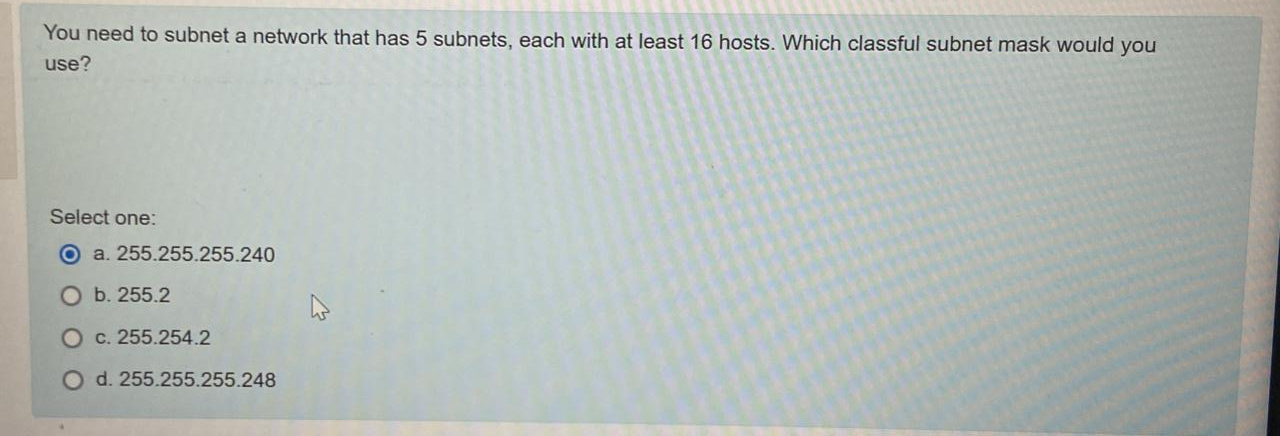 You need to subnet a network that has 5 subnets, each with at least 16 hosts. Which classful subnet mask would you
use?
Select one:
a. 255.255.255.240
b. 255.2
c. 255.254.2
d. 255.255.255.248